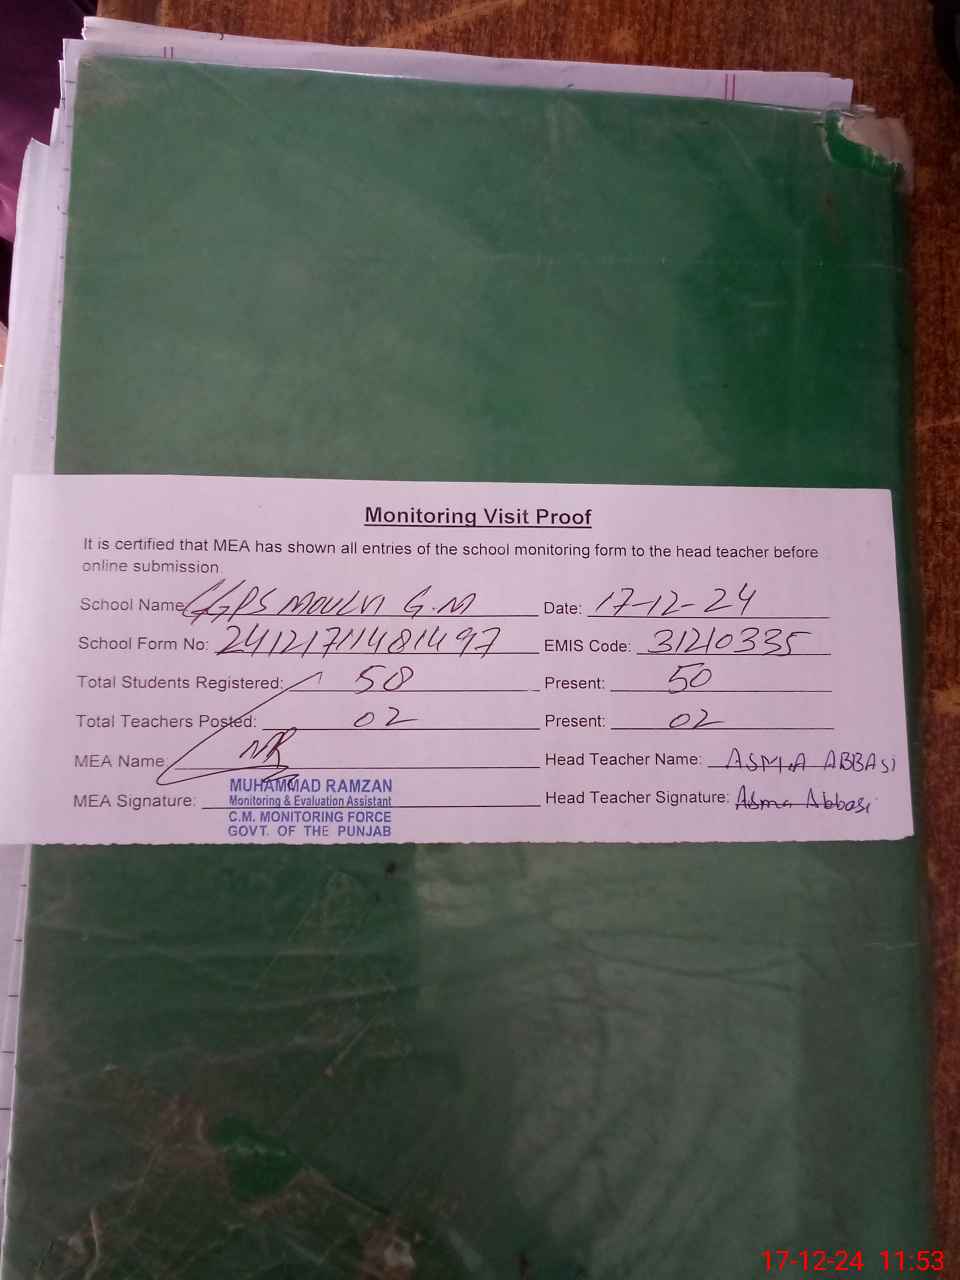 Monitoring Visit Proof
It is certified that MEA has shown all entries of the school monitoring form to the head teacher before
online submission
School Name GGPS MOULVI G.M Date: 17-12-24
School Form No: 24121711481497 EMIS Code: 31210335
Total Students Registered: 58 Present: 50
Total Teachers Posted: 02 Present: 02
MEA Name: MR Head Teacher Name: ASMA ABBASI
MEA Signature: Head Teacher Signature: Asma Abbasi
MUHAMMAD RAMZAN
Monitoring & Evaluation Assistant
C.M. MONITORING FORCE
GOVT. OF THE PUNJAB
17-12-24 11:53